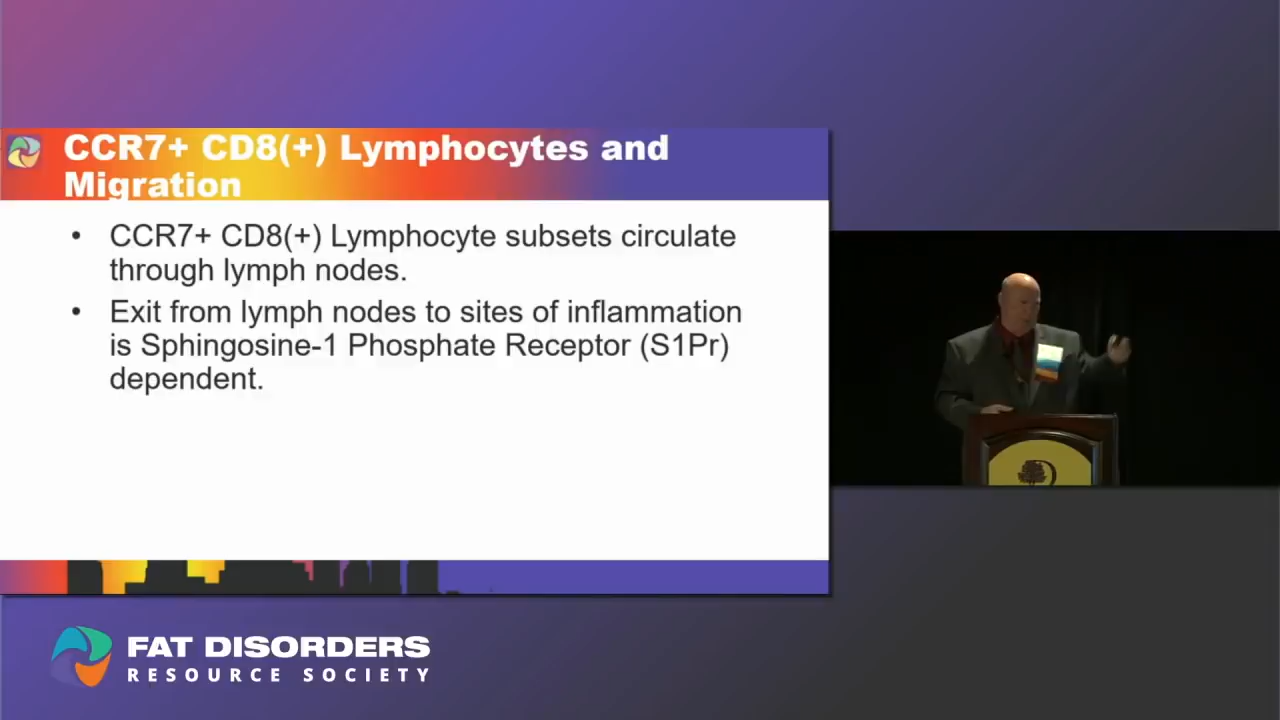 CCR7+ CD8(+) Lymphocytes and
Migration
• CCR7+ CD8(+) Lymphocyte subsets circulate
through lymph nodes.
• Exit from lymph nodes to sites of inflammation
is Sphingosine-1 Phosphate Receptor (S1Pr)
dependent.
FAT DISORDERS
RESOURCE SOCIETY